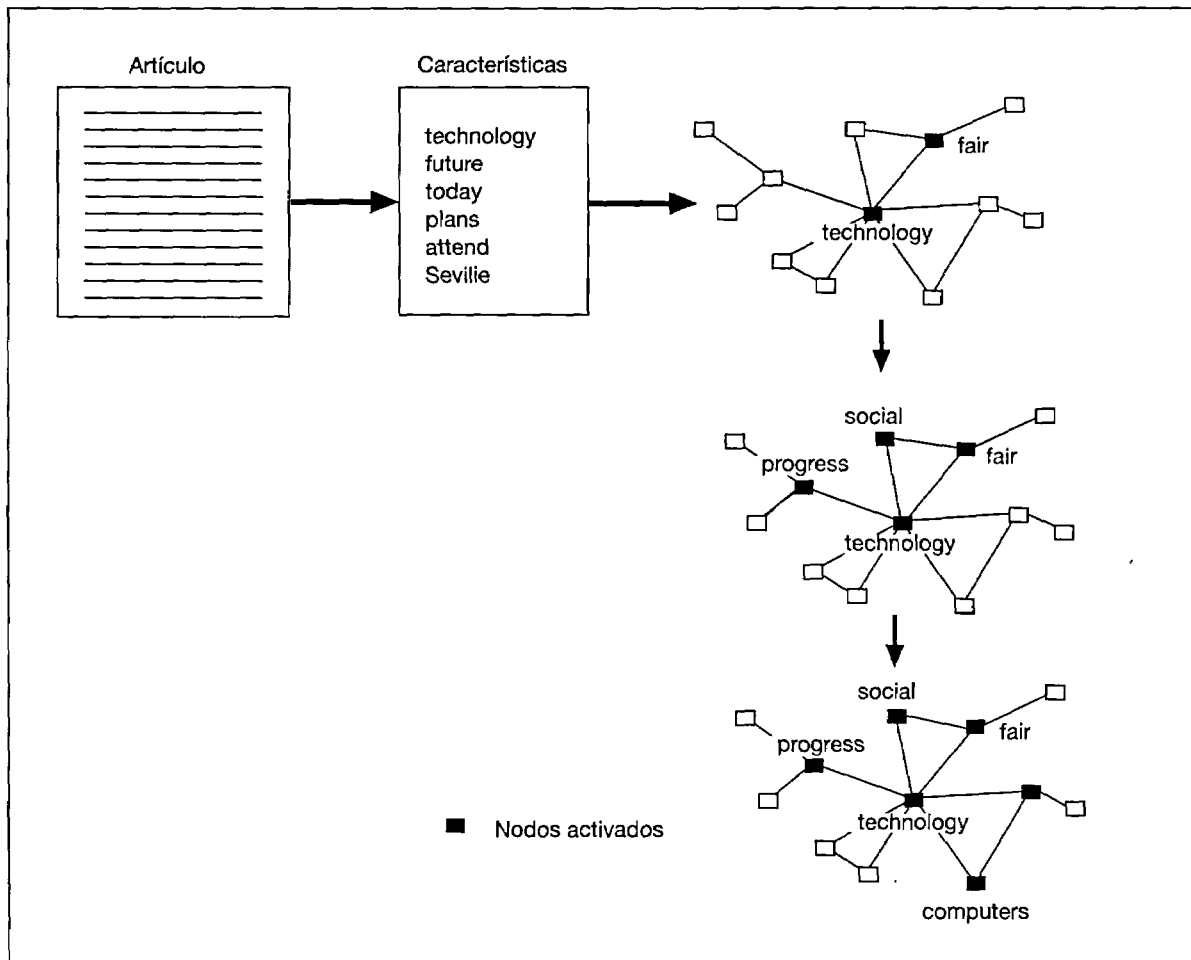 Artículo
Características
technology
future
today
plans
attend
Seville
fair
technology
social
progress
fair
technology
social
progress
fair
technology
Nodos activados
computers